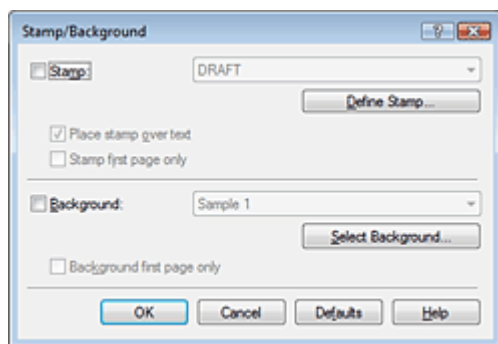 Stamp/Background
Stamp: DRAFT
Define Stamp...
Place stamp over text
Stamp first page only
Background: Sample 1
Select Background...
Background first page only
OK Cancel Defaults Help